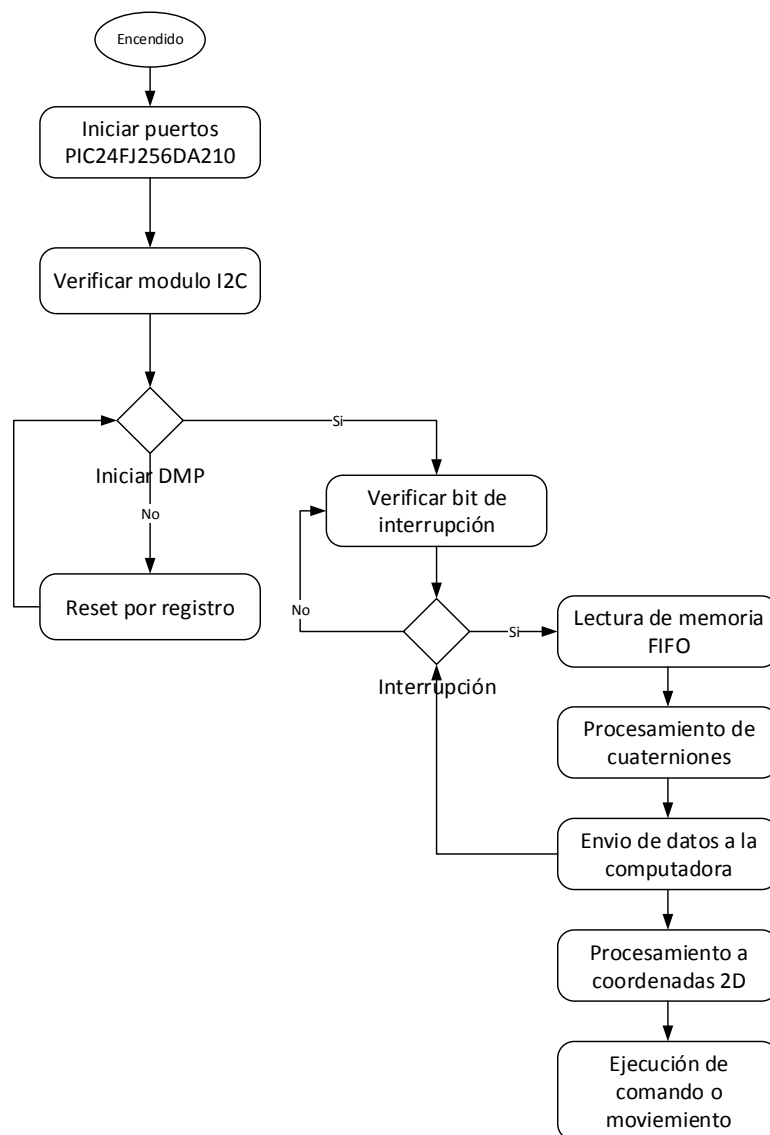 Encendido
Iniciar puertos
PIC24FJ256DA210
Verificar modulo I2C
Si
Iniciar DMP
No
Reset por registro
Verificar bit de
interrupción
No
Si
Interrupción
Lectura de memoria
FIFO
Procesamiento de
cuaterniones
Envio de datos a la
computadora
Procesamiento a
coordenadas 2D
Ejecución de
comando o
moviemiento